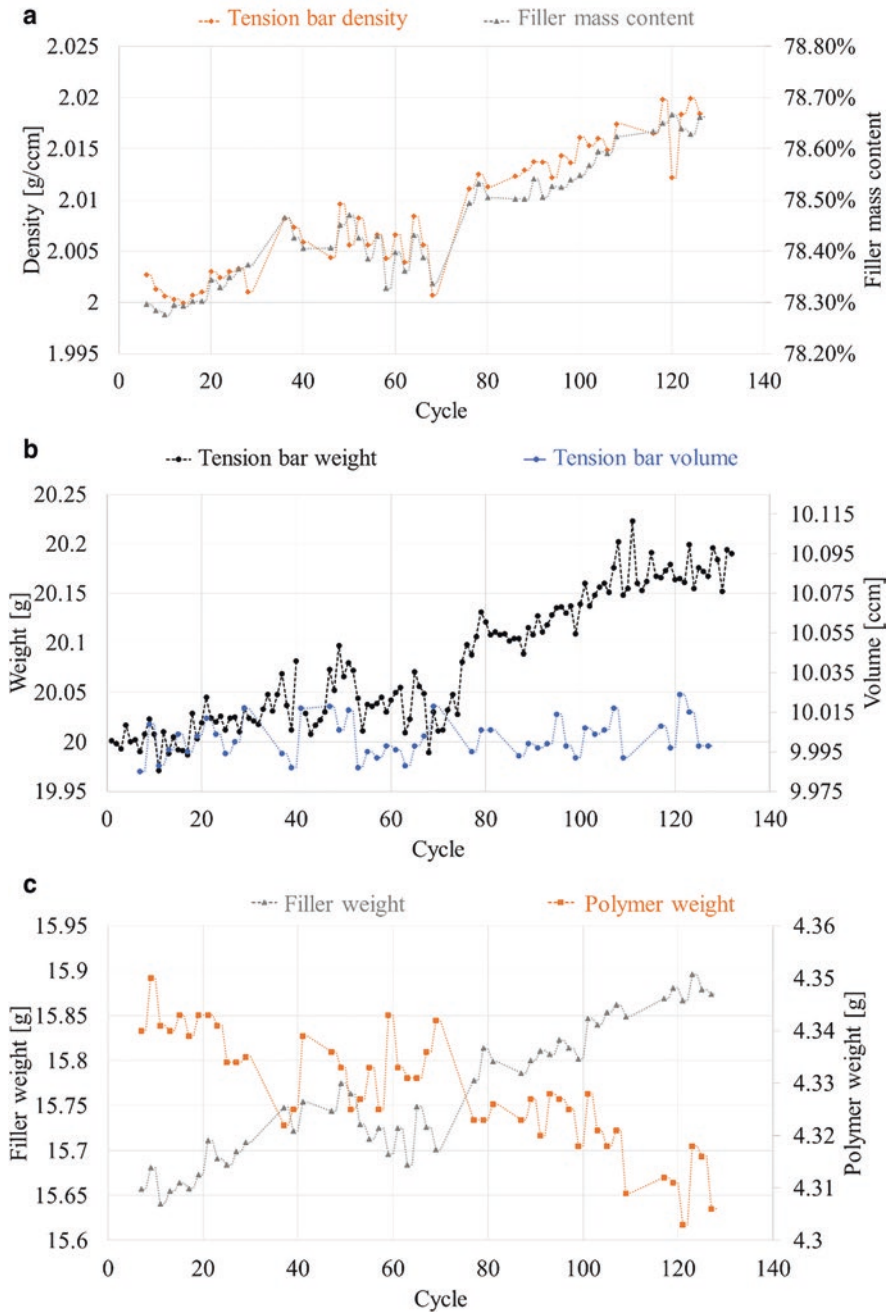 a
Tension bar density Filler mass content
2.025 78.80%
2.02 78.70%
2.015 78.60%
2.01 78.50%
2.005 78.40%
2 78.30%
1.995 78.20%
Density [g/ccm]
Filler mass content
0 20 40 60 80 100 120 140
Cycle
b
Tension bar weight Tension bar volume
20.25
20.2
20.15
20.1
20.05
20
19.95
Weight [g]
10.115
10.095
10.075
10.055
10.035
10.015
9.995
9.975
Volume [ccm]
0 20 40 60 80 100 120 140
Cycle
c
Filler weight Polymer weight
15.95
15.9
15.85
15.8
15.75
15.7
15.65
15.6
Filler weight [g]
4.36
4.35
4.34
4.33
4.32
4.31
4.3
Polymer weight [g]
0 20 40 60 80 100 120 140
Cycle